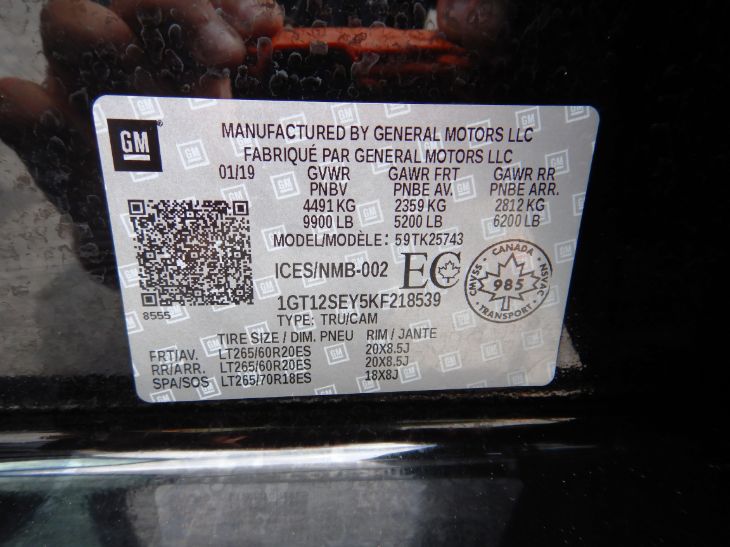 GM
MANUFACTURED BY GENERAL MOTORS LLC
FABRIQUÉ PAR GENERAL MOTORS LLC
01/19 GVWR GAWR FRT GAWR RR
PNBV PNBE AV. PNBE ARR.
4491 KG 2359 KG 2812 KG
9900 LB 5200 LB 6200 LB
MODEL/MODÈLE: 59TK25743
ICES/NMB-002 EC
CANADA
CMVSS 985 NSVAC
TRANSPORT
1GT12SEY5KF218539
8555
TYPE: TRU/CAM
TIRE SIZE / DIM. PNEU RIM / JANTE
FRT/AV. LT265/60R20ES 20X8.5J
RR/ARR. LT265/60R20ES 20X8.5J
SPA/SOS LT265/70R18ES 18X8J